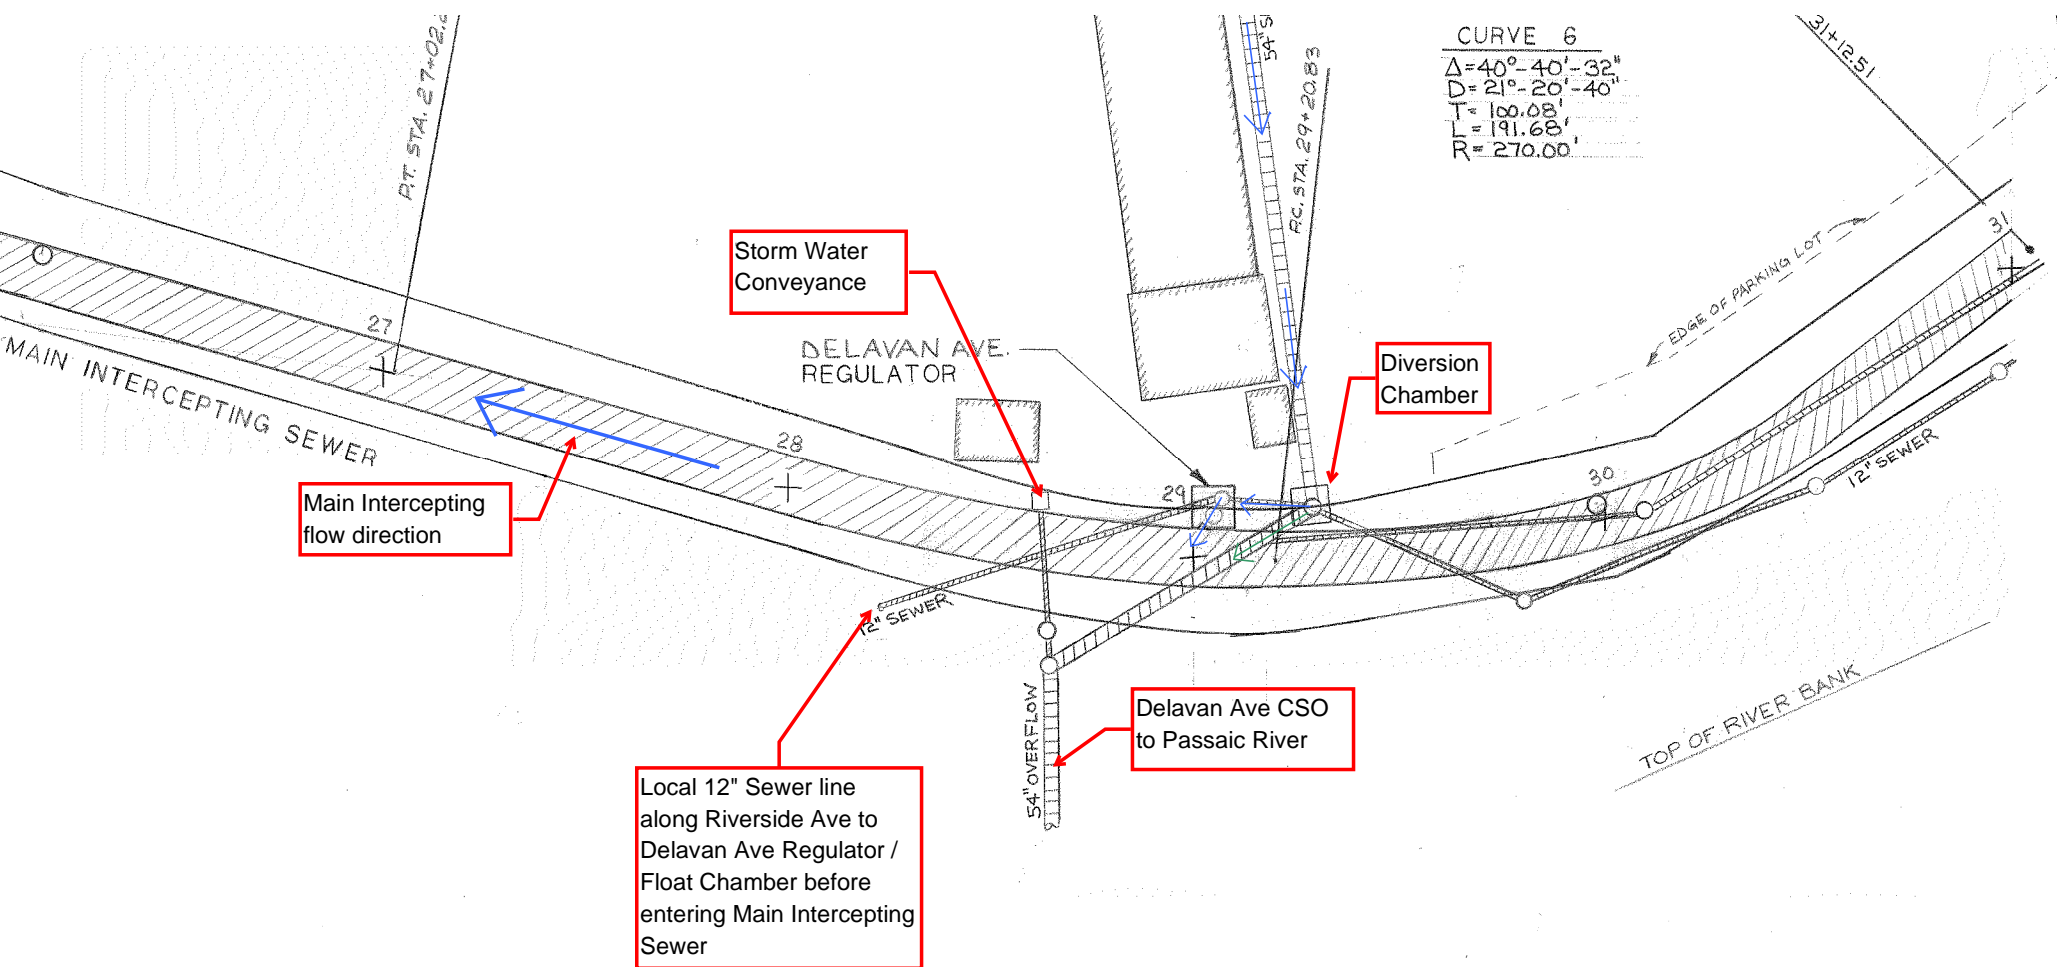 54" S
CURVE 6
Δ=40°-40'-32"
D=21°-20'-40"
T= 100.08'
L= 191.68'
R= 270.00'
31+12.51
P.T. STA. 27+02.
P.C. STA. 29+20.83
Storm Water
Conveyance
DELAVAN AVE.
REGULATOR
Diversion
Chamber
EDGE OF PARKING LOT
31
27
MAIN INTERCEPTING SEWER
28
29
30
12" SEWER
Main Intercepting
flow direction
12" SEWER
54" OVERFLOW
Delavan Ave CSO
to Passaic River
TOP OF RIVER BANK
Local 12" Sewer line
along Riverside Ave to
Delavan Ave Regulator /
Float Chamber before
entering Main Intercepting
Sewer